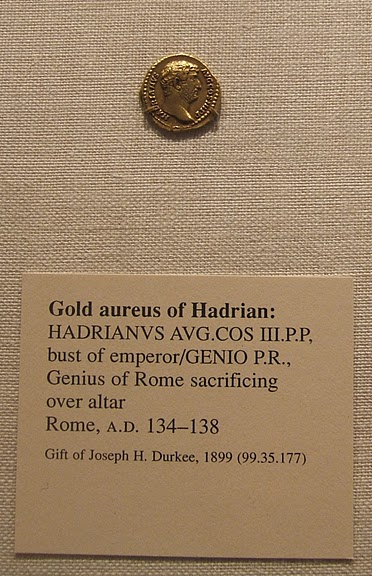 Gold aureus of Hadrian:
HADRIANVS AVG.COS III.P.P,
bust of emperor/GENIO P.R.,
Genius of Rome sacrificing
over altar
Rome, A.D. 134–138
Gift of Joseph H. Durkee, 1899 (99.35.177)